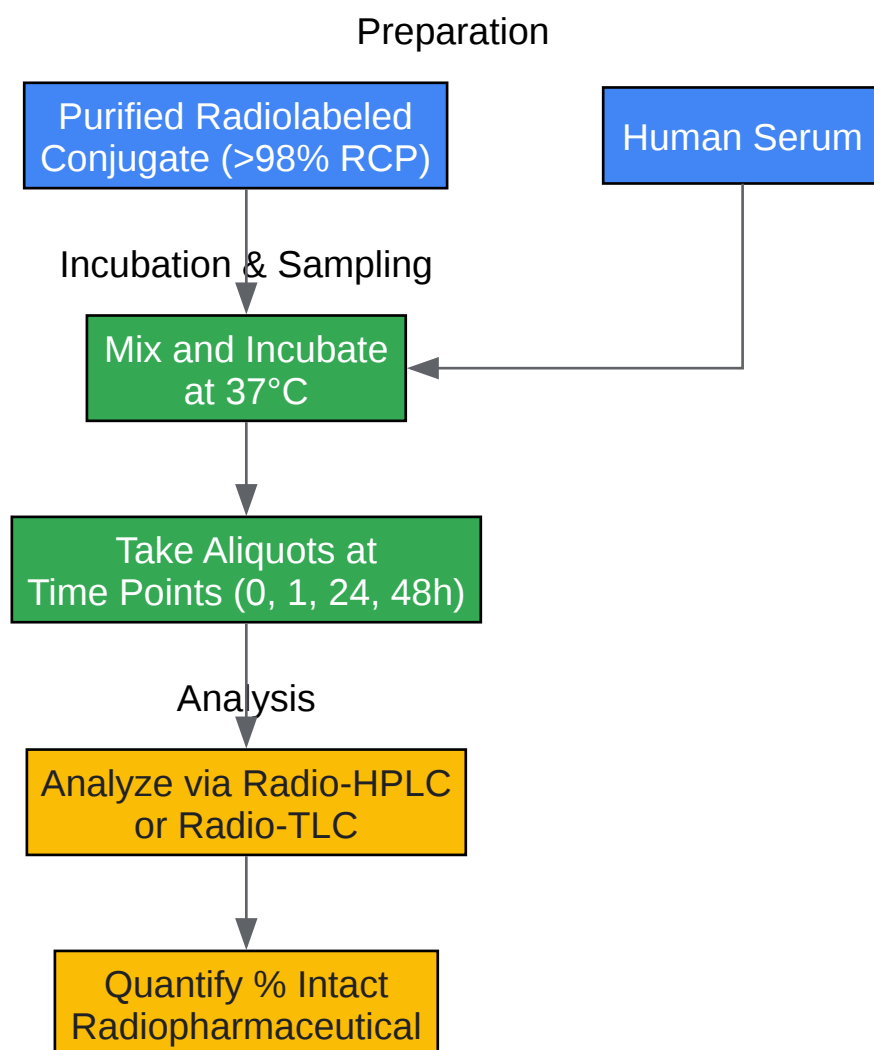 Preparation
Purified Radiolabeled
Conjugate (>98% RCP)
Human Serum
Incubation & Sampling
Mix and Incubate
at 37°C
Take Aliquots at
Time Points (0, 1, 24, 48h)
Analysis
Analyze via Radio-HPLC
or Radio-TLC
Quantify % Intact
Radiopharmaceutical